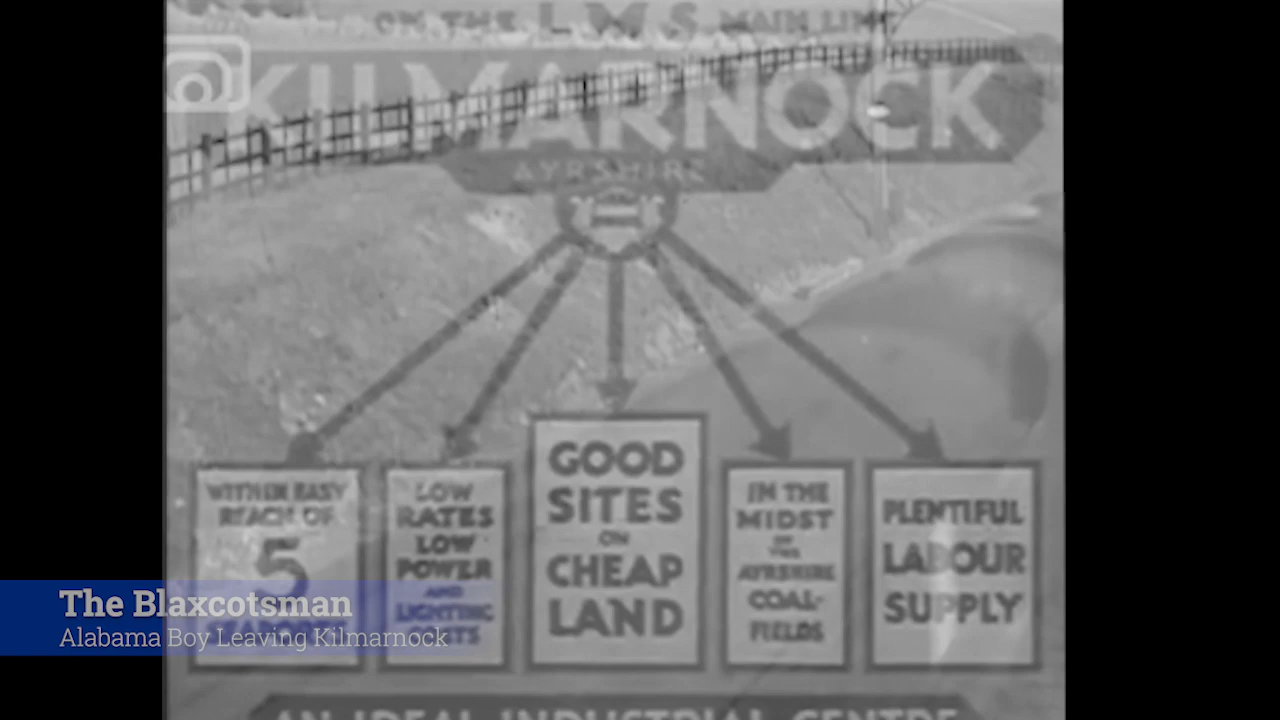 ON THE L.M.S MAIN LINE
KILMARNOCK
AYRSHIRE
WITHIN EASY
REACH OF
5
SEAPORTS
LOW
RATES
LOW
POWER
AND
LIGHTING
COSTS
GOOD
SITES
ON
CHEAP
LAND
IN THE
MIDST
OF
THE
AYRSHIRE
COAL-
FIELDS
PLENTIFUL
LABOUR
SUPPLY
The Blaxcotsman
Alabama Boy Leaving Kilmarnock
AN IDEAL INDUSTRIAL CENTRE